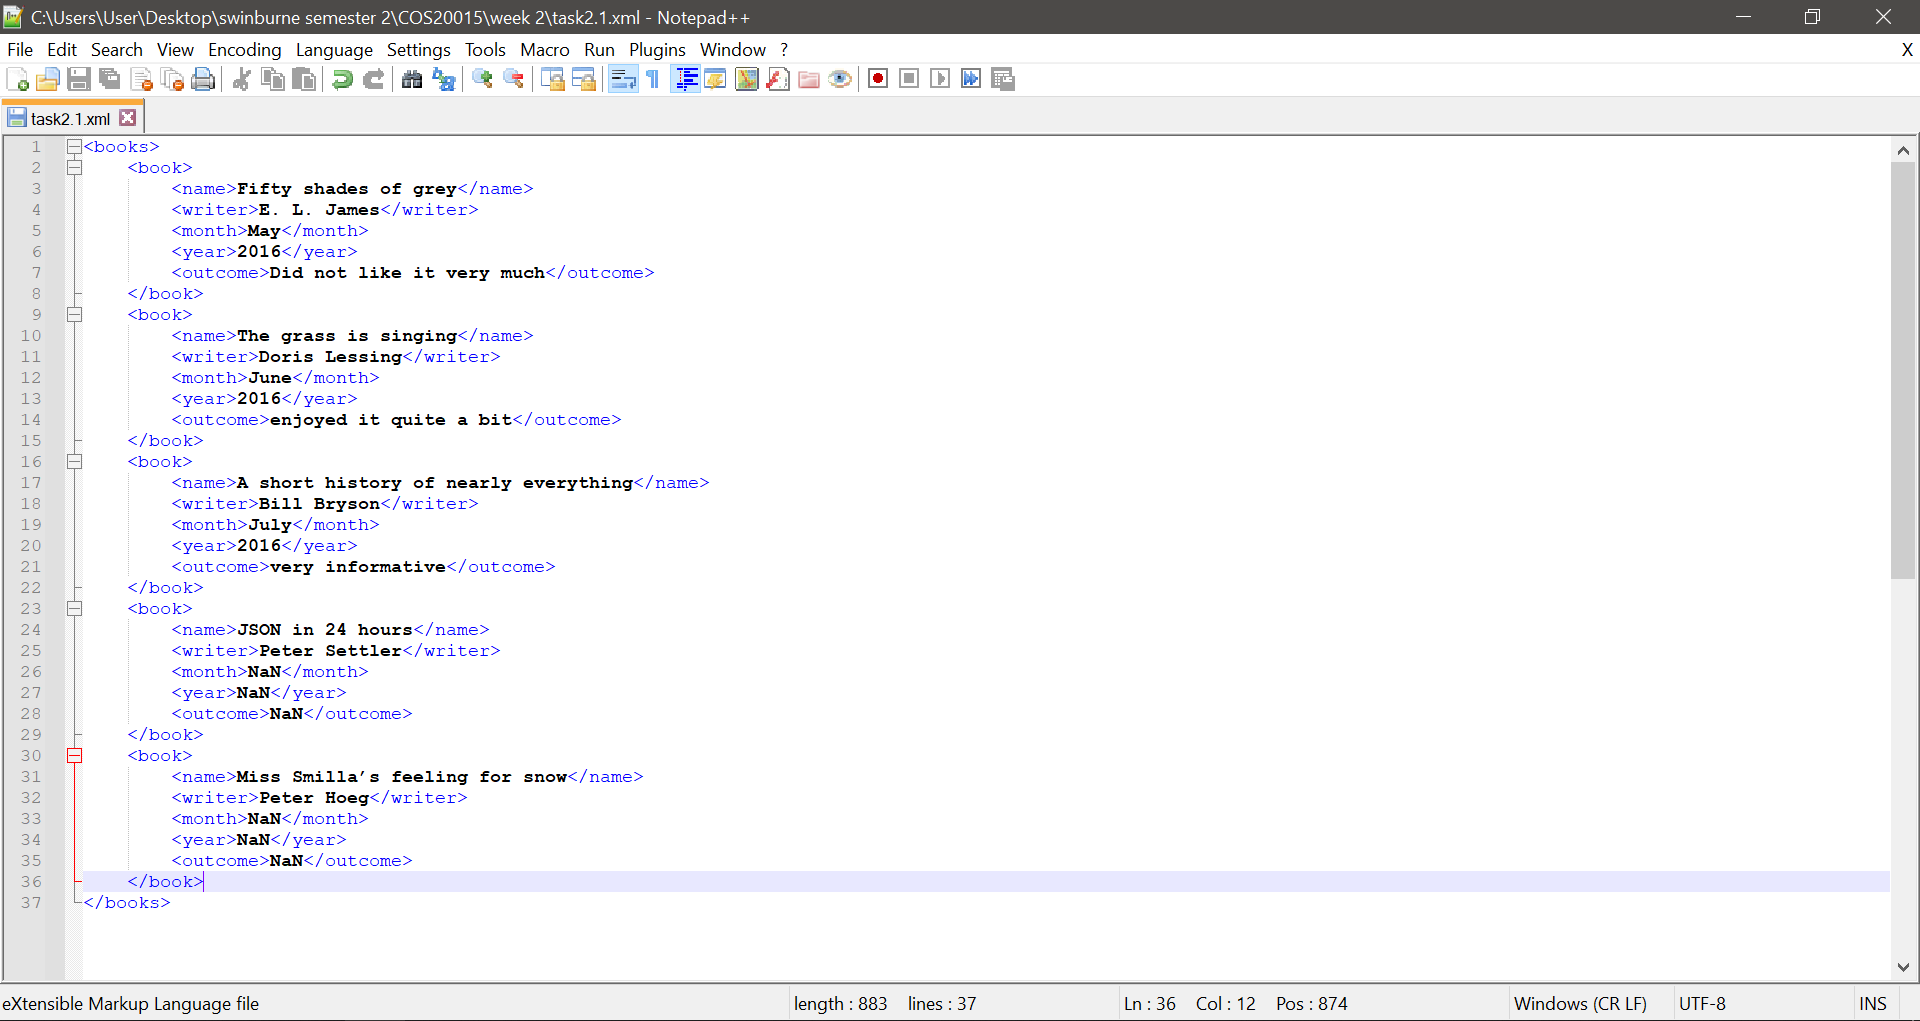 C:\Users\User\Desktop\swinburne semester 2\COS20015\week 2\task2.1.xml - Notepad++
File Edit Search View Encoding Language Settings Tools Macro Run Plugins Window ? X
task2.1.xml
1 <books>
2 <book>
3 <name>Fifty shades of grey</name>
4 <writer>E. L. James</writer>
5 <month>May</month>
6 <year>2016</year>
7 <outcome>Did not like it very much</outcome>
8 </book>
9 <book>
10 <name>The grass is singing</name>
11 <writer>Doris Lessing</writer>
12 <month>June</month>
13 <year>2016</year>
14 <outcome>enjoyed it quite a bit</outcome>
15 </book>
16 <book>
17 <name>A short history of nearly everything</name>
18 <writer>Bill Bryson</writer>
19 <month>July</month>
20 <year>2016</year>
21 <outcome>very informative</outcome>
22 </book>
23 <book>
24 <name>JSON in 24 hours</name>
25 <writer>Peter Settler</writer>
26 <month>NaN</month>
27 <year>NaN</year>
28 <outcome>NaN</outcome>
29 </book>
30 <book>
31 <name>Miss Smilla's feeling for snow</name>
32 <writer>Peter Hoeg</writer>
33 <month>NaN</month>
34 <year>NaN</year>
35 <outcome>NaN</outcome>
36 </book>
37 </books>
eXtensible Markup Language file length : 883 lines : 37 Ln : 36 Col : 12 Pos : 874 Windows (CR LF) UTF-8 INS